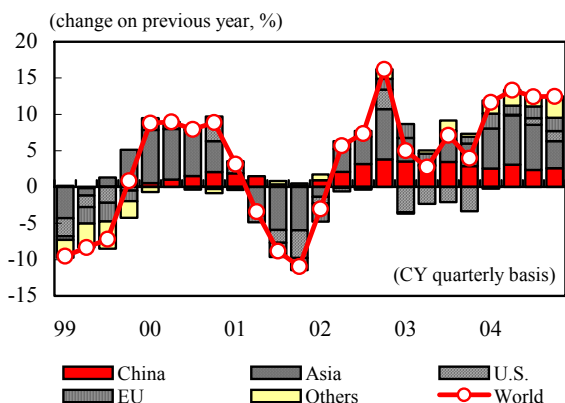 (change on previous year, %)
20
15
10
5
0
-5
-10
-15
(CY quarterly basis)
99 00 01 02 03 04
China Asia U.S.
EU Others World